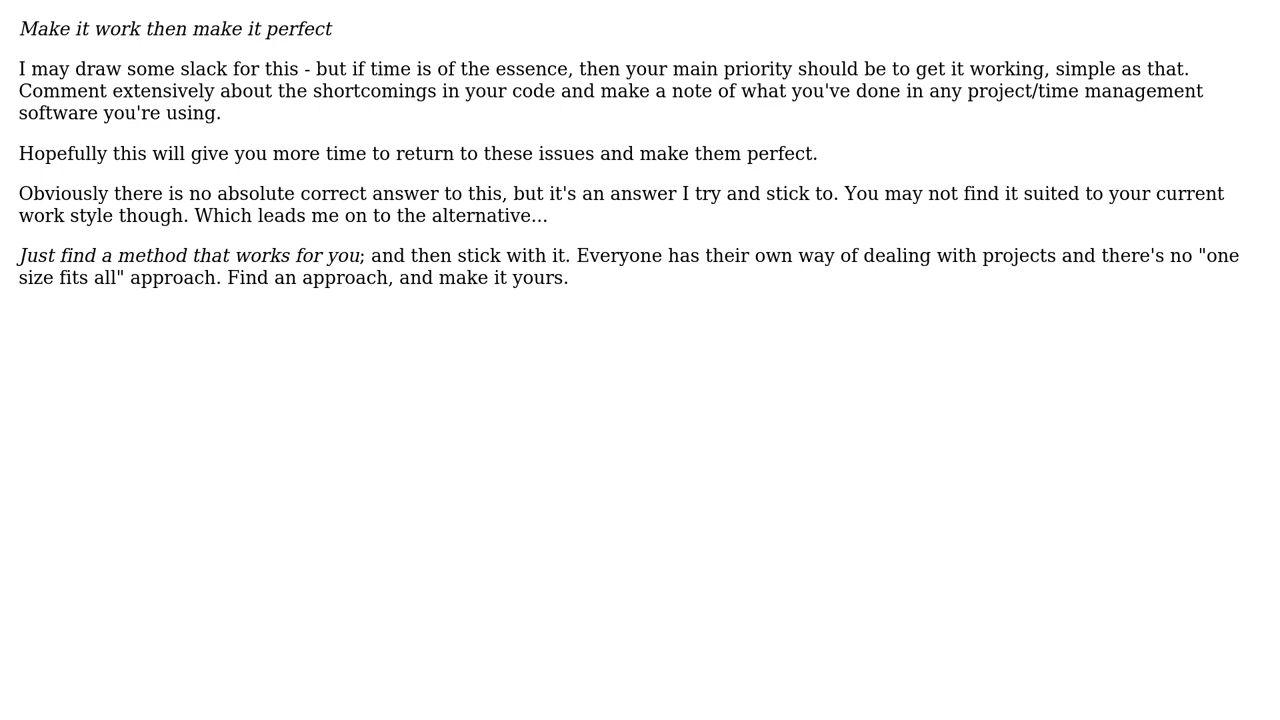 Make it work then make it perfect
I may draw some slack for this - but if time is of the essence, then your main priority should be to get it working, simple as that.
Comment extensively about the shortcomings in your code and make a note of what you've done in any project/time management
software you're using.
Hopefully this will give you more time to return to these issues and make them perfect.
Obviously there is no absolute correct answer to this, but it's an answer I try and stick to. You may not find it suited to your current
work style though. Which leads me on to the alternative...
Just find a method that works for you; and then stick with it. Everyone has their own way of dealing with projects and there's no "one
size fits all" approach. Find an approach, and make it yours.